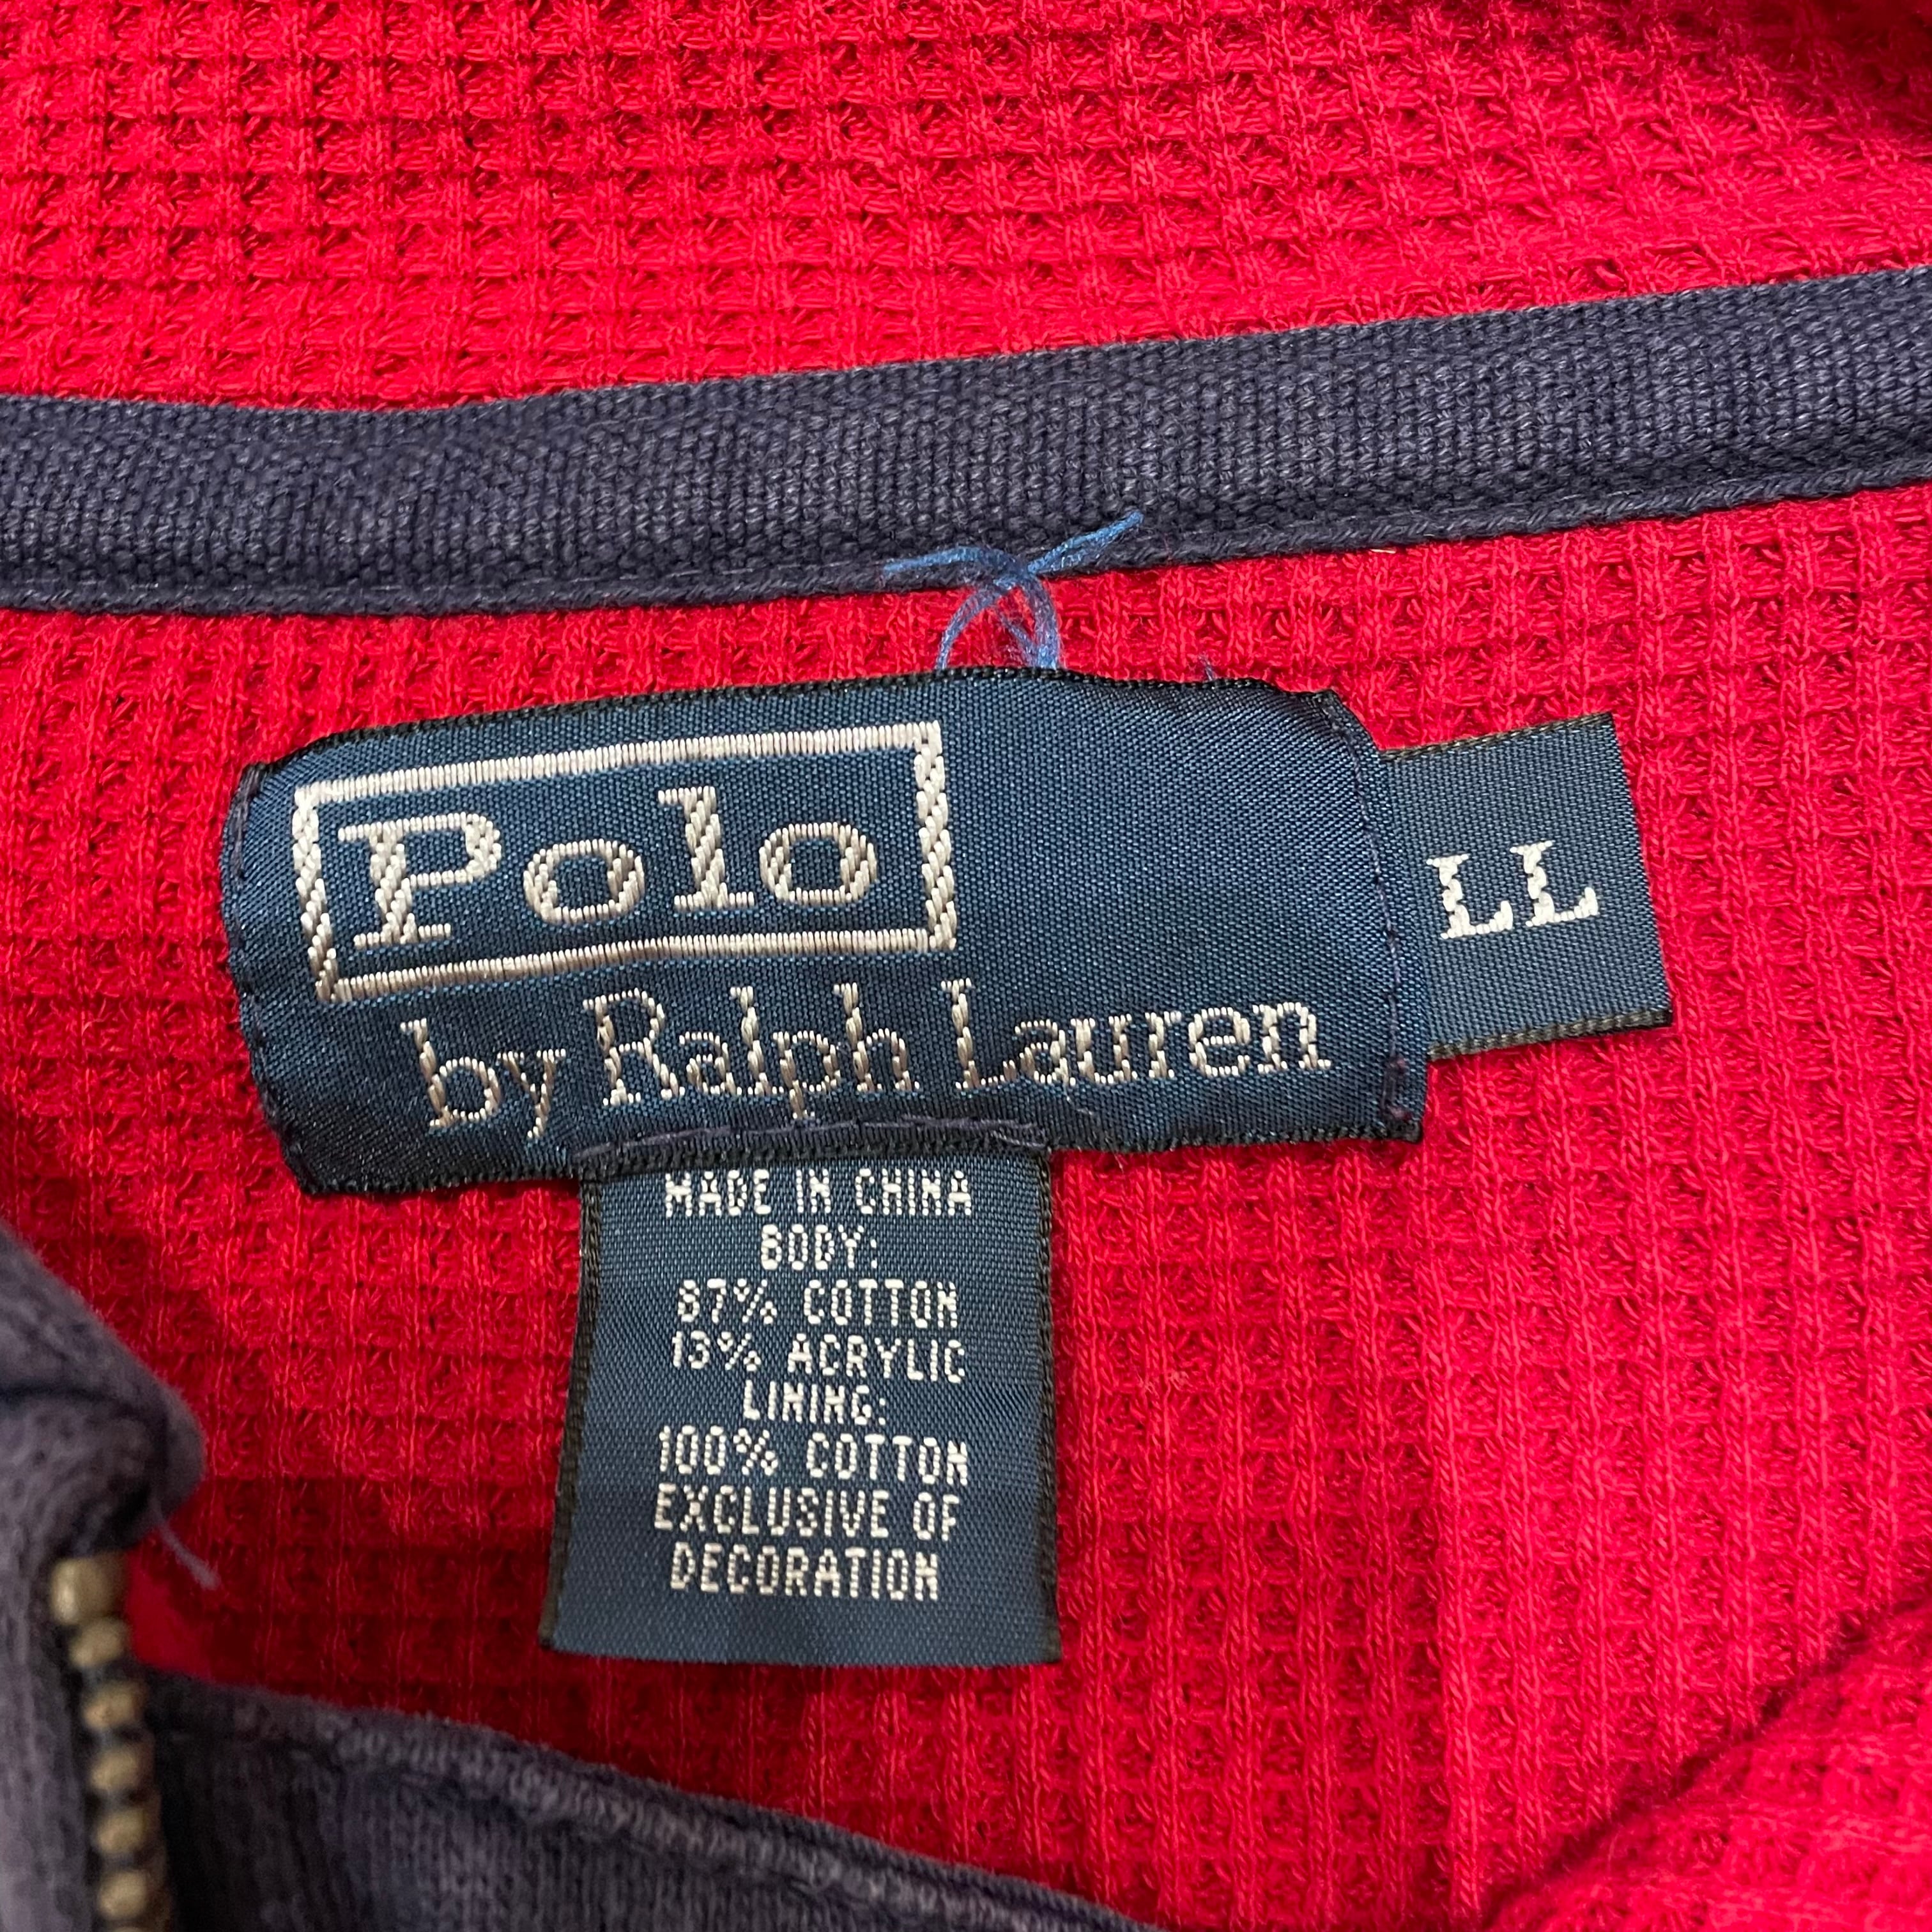 Polo
by Ralph Lauren
LL
MADE IN CHINA
BODY:
87% COTTON
13% ACRYLIC
LINING:
100% COTTON
EXCLUSIVE OF
DECORATION